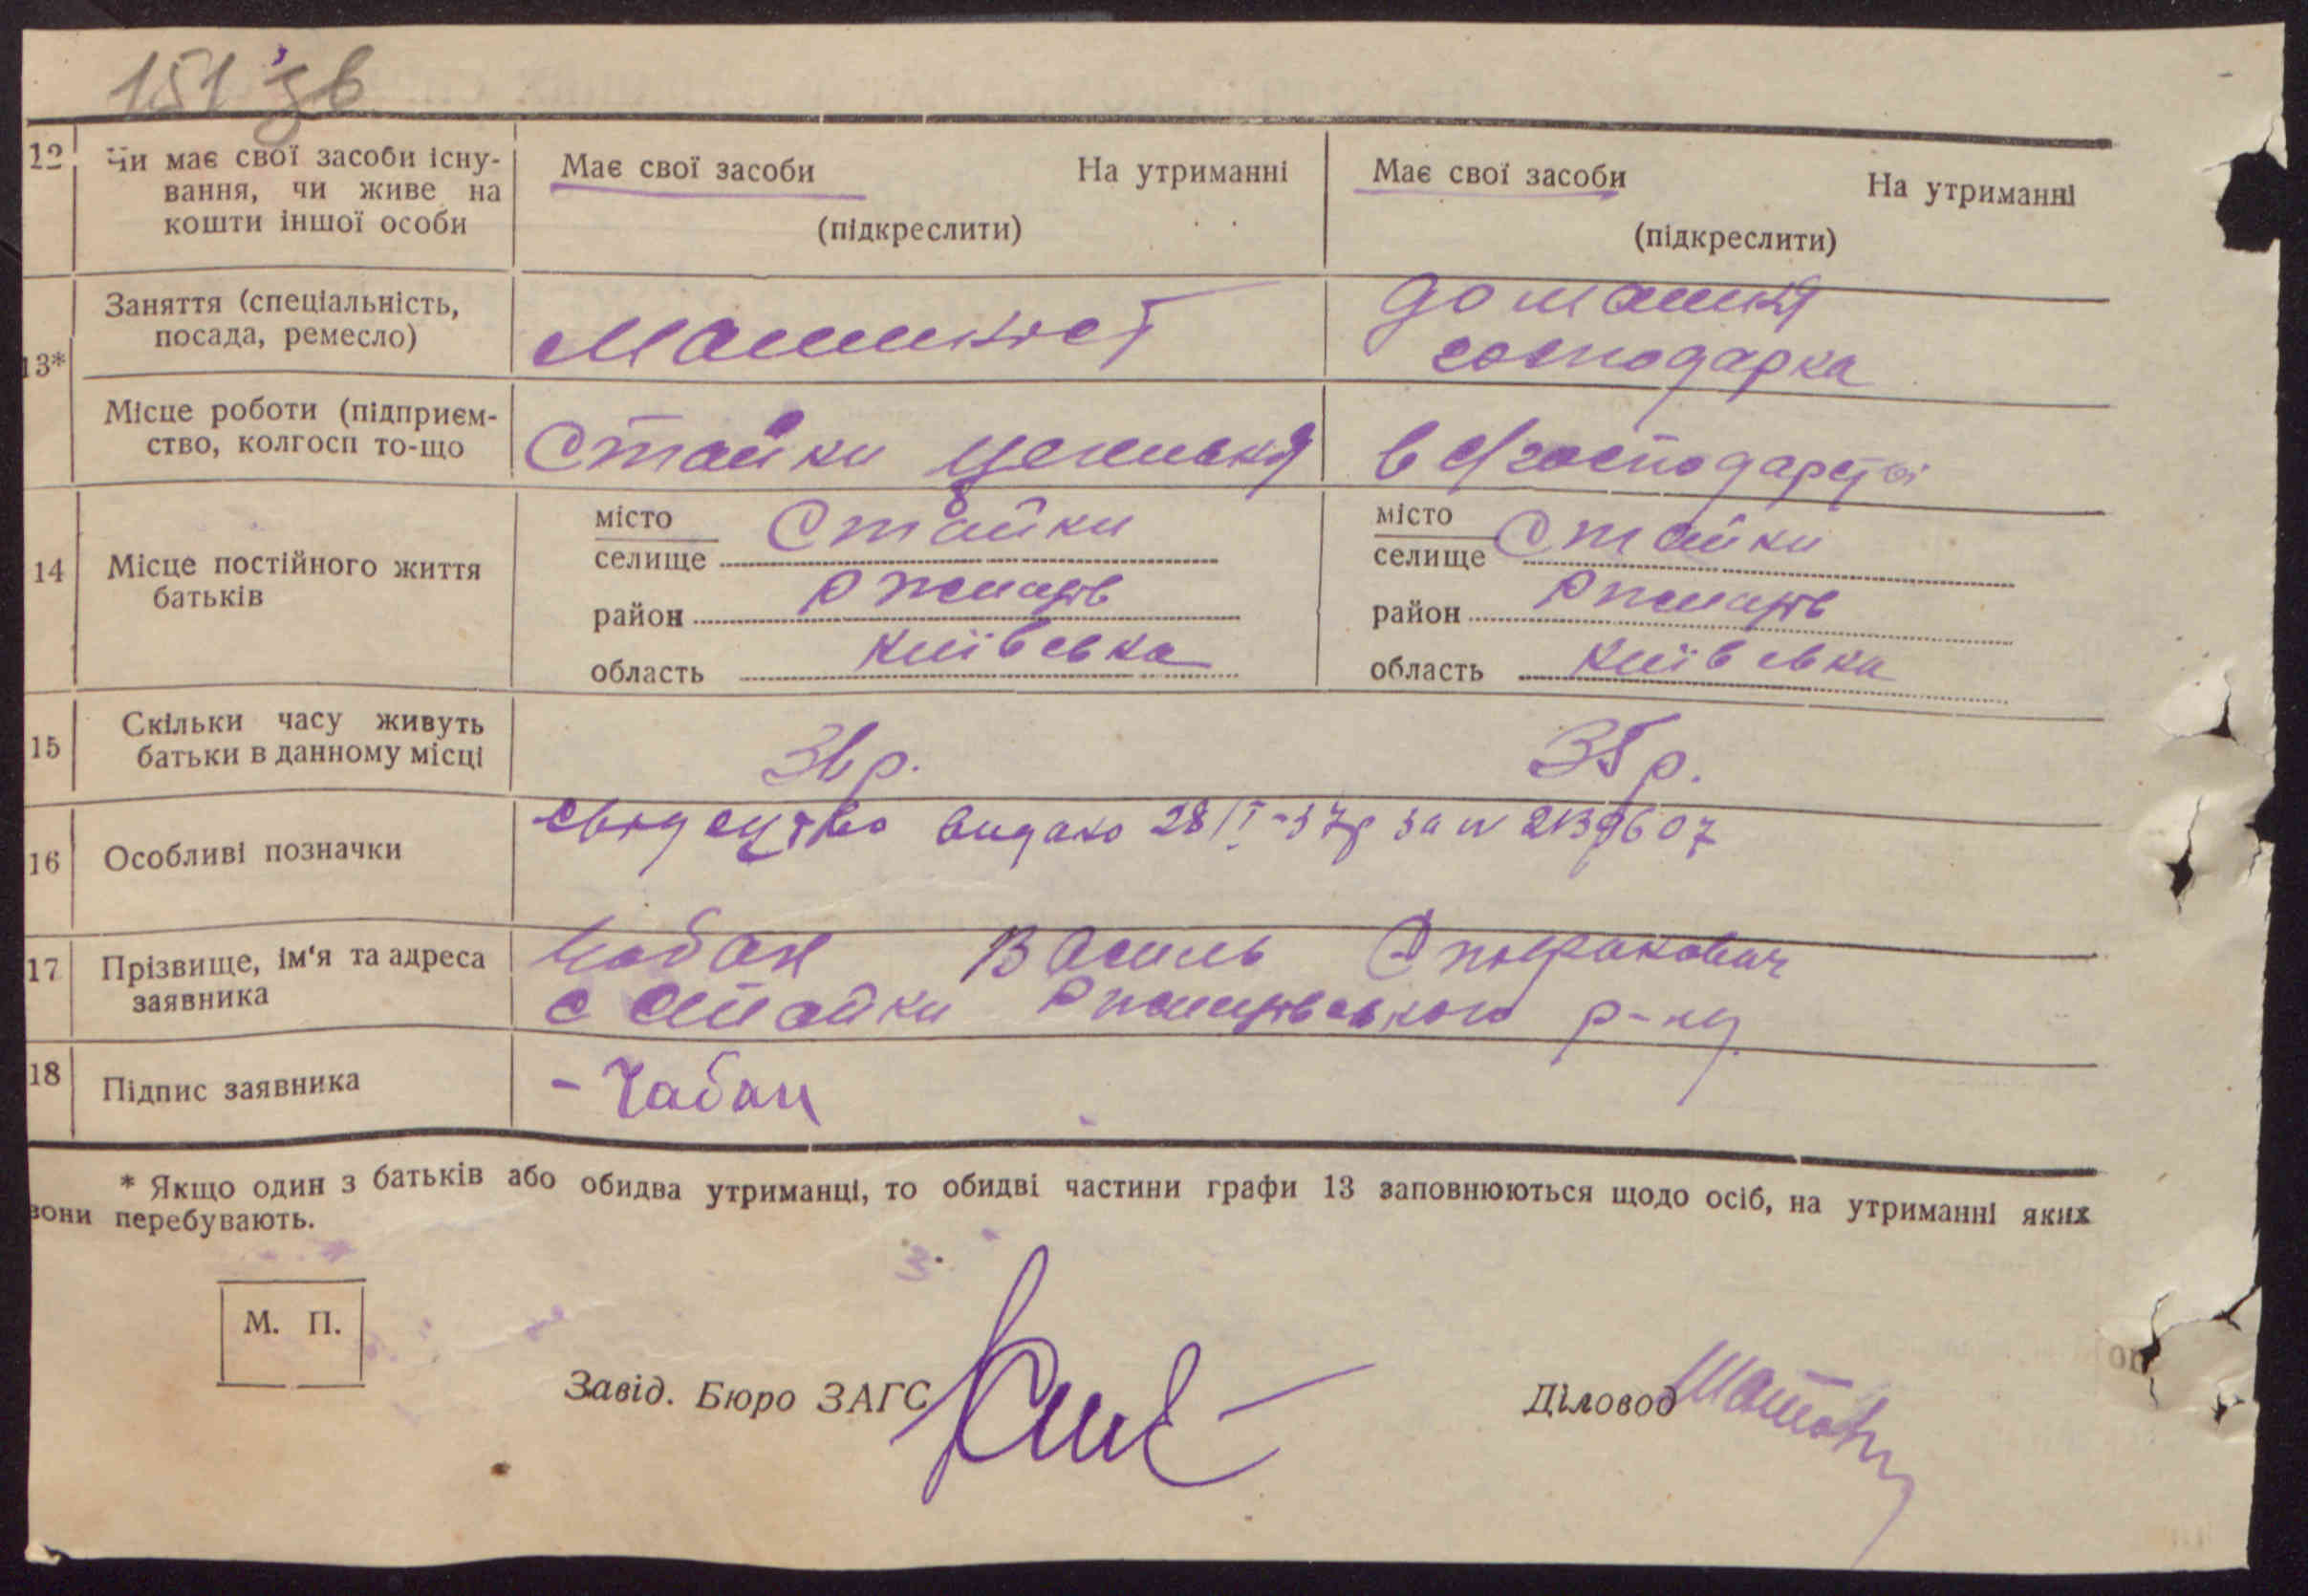 151 зв
12 Чи має свої засоби існу-
вання, чи живе на
кошти іншої особи
Має свої засоби На утриманні
(підкреслити)
Має свої засоби На утриманні
(підкреслити)
13*
Заняття (спеціальність,
посада, ремесло)
Машиніст
домашня
господарка
Місце роботи (підприєм-
ство, колгосп то-що
Стайки цегельня
в с/господарстві
14 Місце постійного життя
батьків
місто
селище Стайки
район Ржищів
область Київська
місто
селище Стайки
район Ржищів
область Київська
15 Скільки часу живуть
батьки в данному місці
36 р.
35 р.
16 Особливі позначки
свідоцтво видано 28/I-37р за №
17 Прізвище, ім'я та адреса
заявника
Чабан Василь
с Стайки Ржищівського р-ну
18 Підпис заявника
- Чабан
* Якщо один з батьків або обидва утриманці, то обидві частини графи 13 заповнюються щодо осіб, на утриманні яких
вони перебувають.
М. П.
Завід. Бюро ЗАГС
Діловод